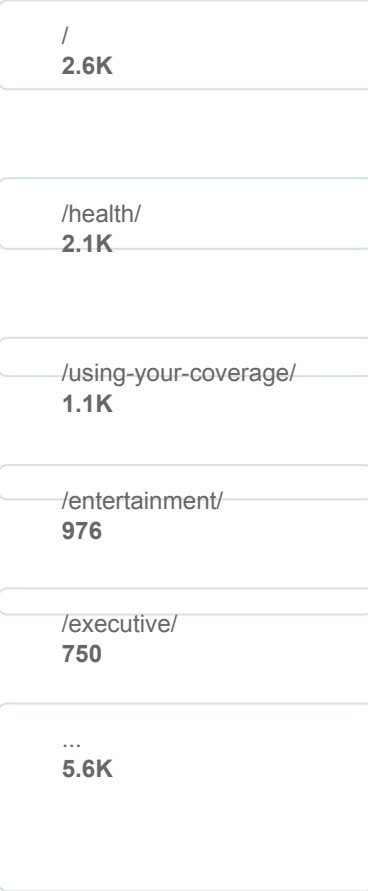 /
2.6K
/health/
2.1K
/using-your-coverage/
1.1K
/entertainment/
976
/executive/
750
...
5.6K